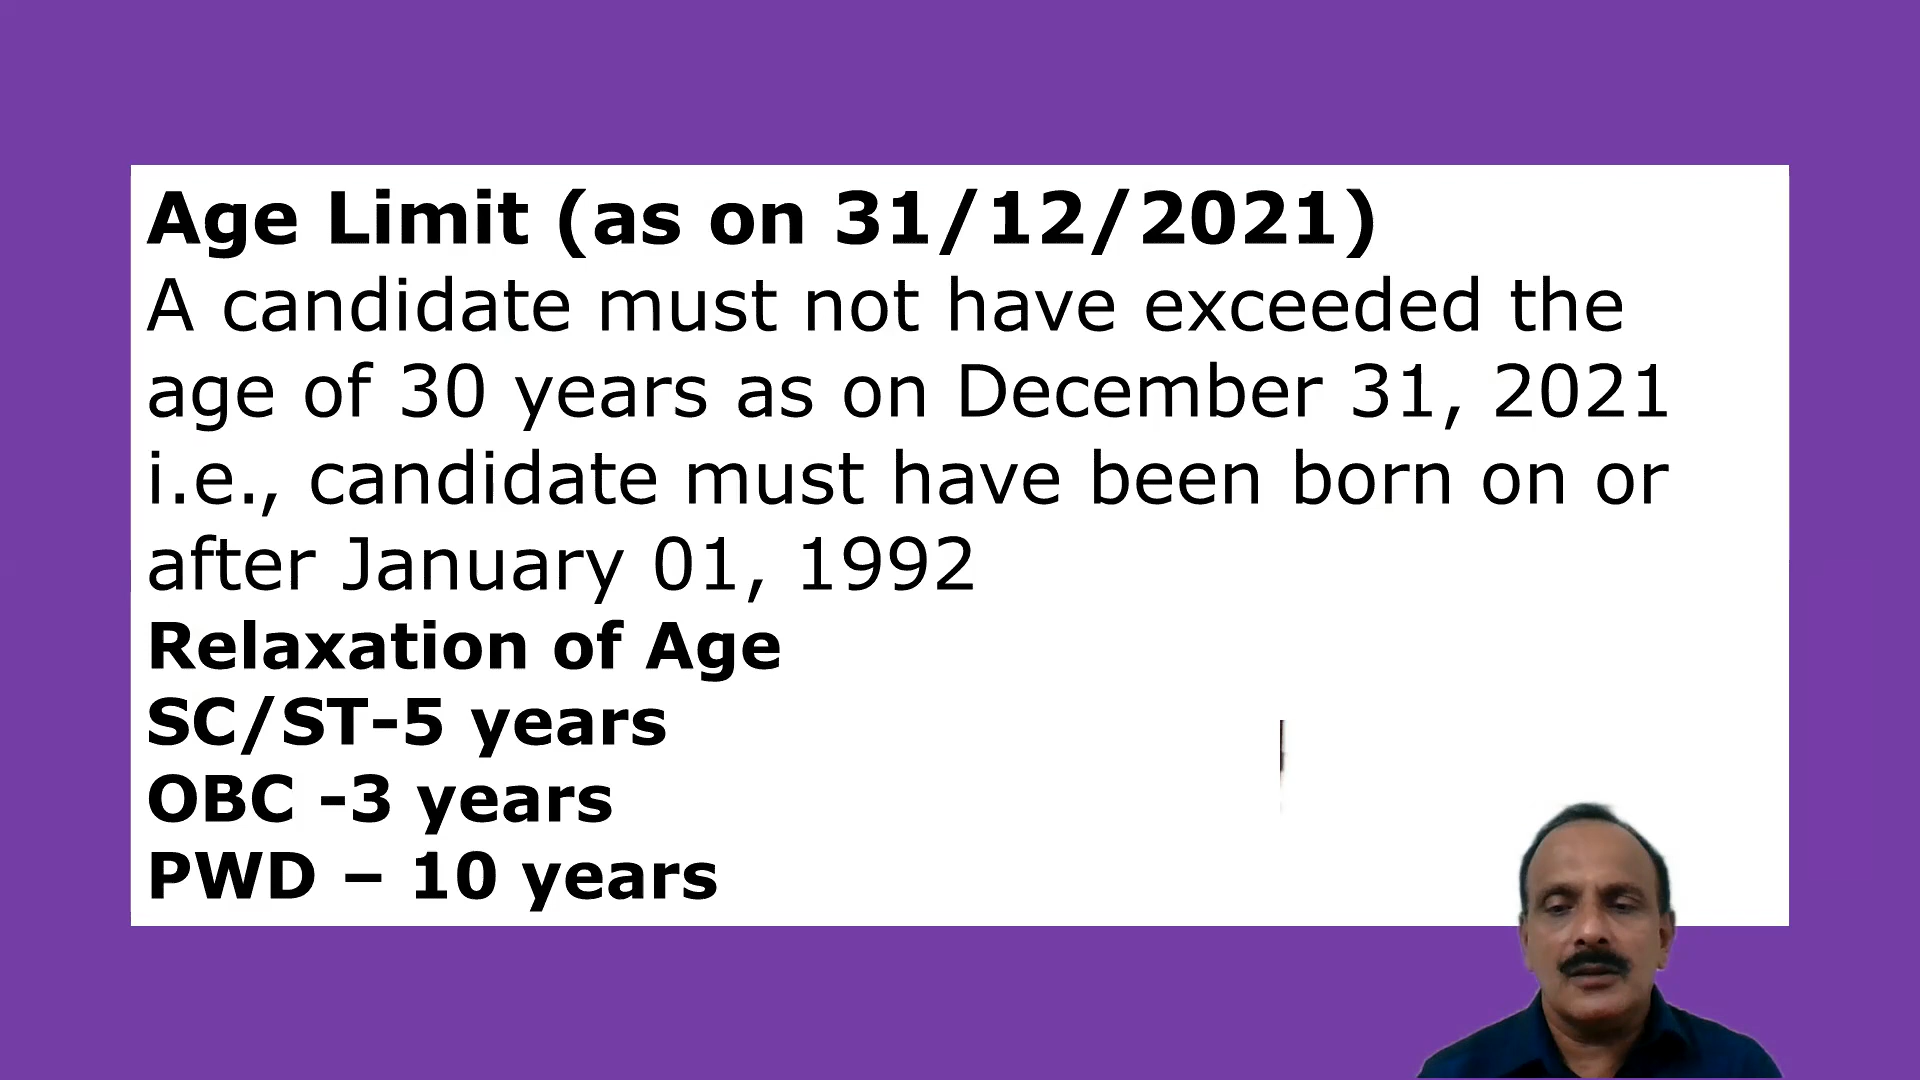 Age Limit (as on 31/12/2021)
A candidate must not have exceeded the
age of 30 years as on December 31, 2021
i.e., candidate must have been born on or
after January 01, 1992
Relaxation of Age
SC/ST-5 years
OBC -3 years
PWD – 10 years